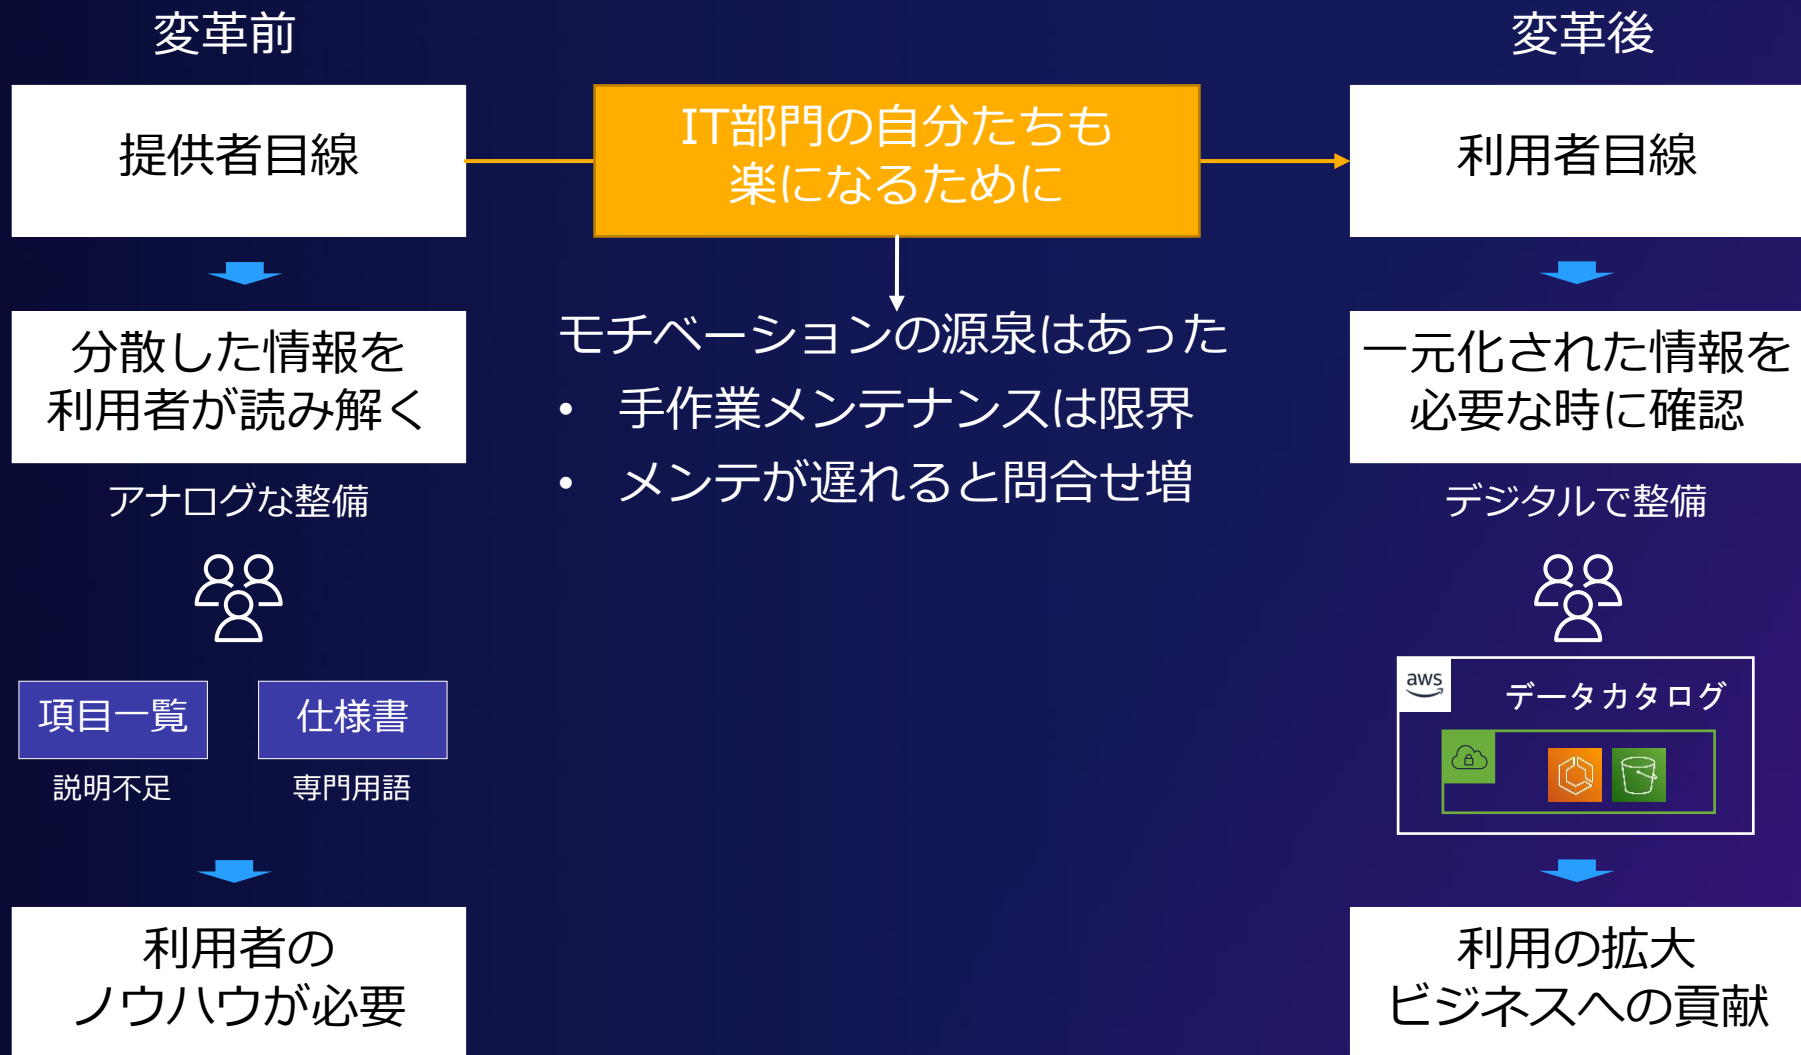 変革前
提供者目線
分散した情報を
利用者が読み解く
アナログな整備
項目一覧
仕様書
説明不足
専門用語
利用者の
ノウハウが必要
IT部門の自分たちも
楽になるために
モチベーションの源泉はあった
• 手作業メンテナンスは限界
• メンテが遅れると問合せ増
変革後
利用者目線
一元化された情報を
必要な時に確認
デジタルで整備
aws
データカタログ
利用の拡大
ビジネスへの貢献